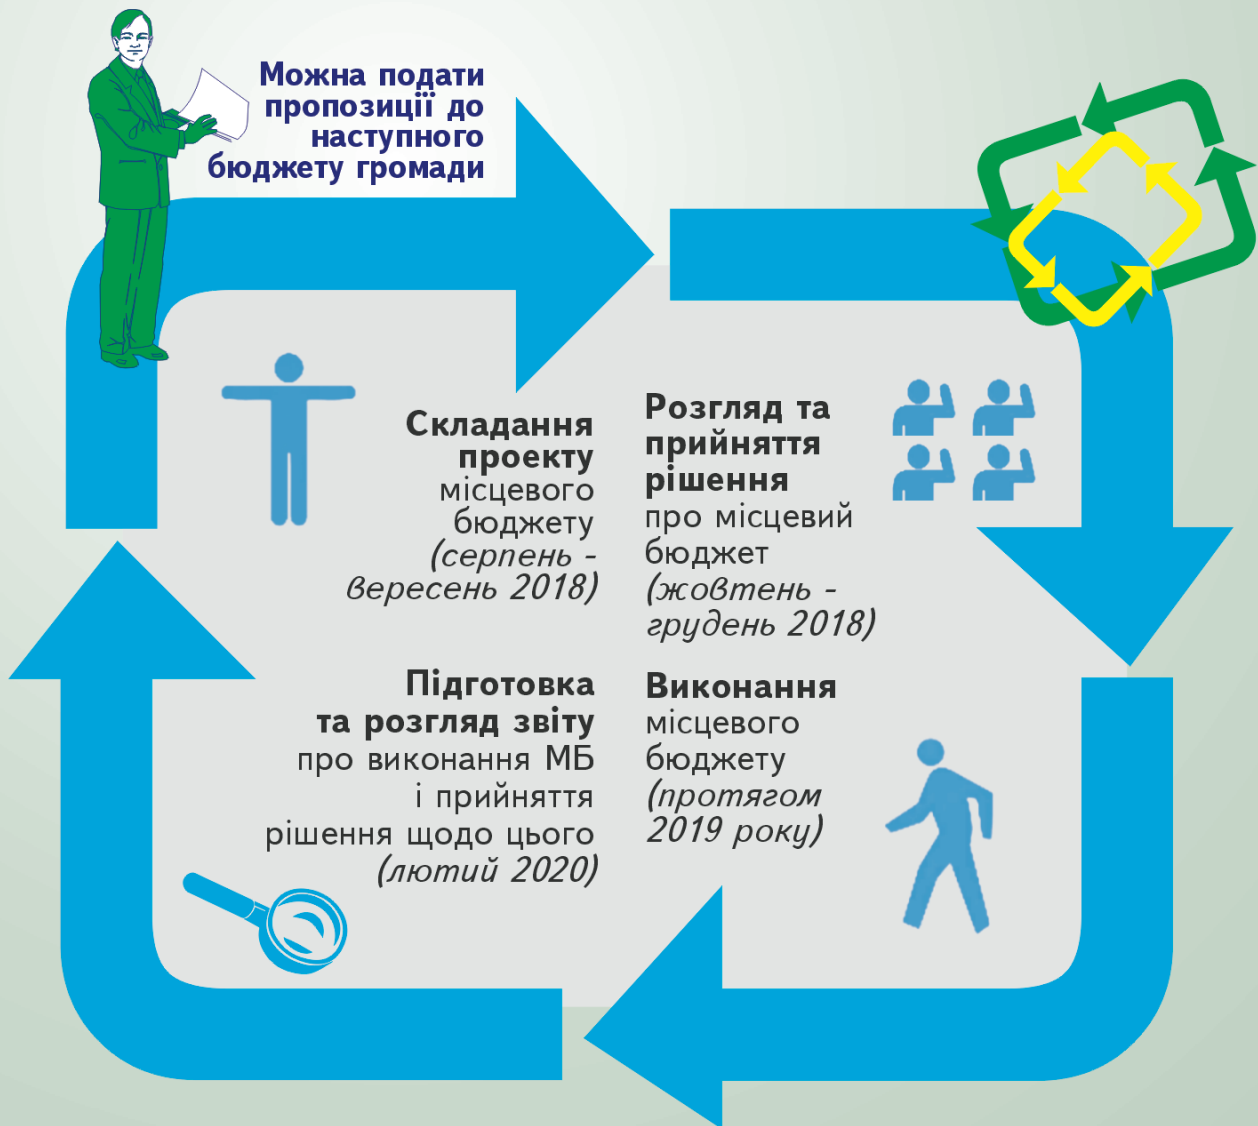 Можна подати
пропозиції до
наступного
бюджету громади
Складання
проекту
місцевого
бюджету
(серпень -
вересень 2018)
Розгляд та
прийняття
рішення
про місцевий
бюджет
(жовтень -
грудень 2018)
Підготовка
та розгляд звіту
про виконання МБ
і прийняття
рішення щодо цього
(лютий 2020)
Виконання
місцевого
бюджету
(протягом
2019 року)